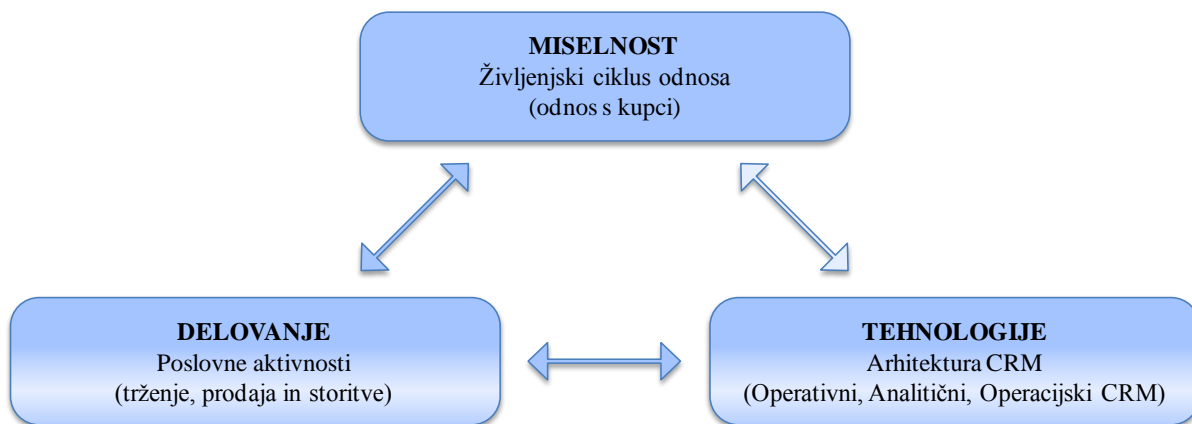 MISELNOST
Življenjski ciklus odnosa
(odnos s kupci)
DELOVANJE
Poslovne aktivnosti
(trženje, prodaja in storitve)
TEHNOLOGIJE
Arhitektura CRM
(Operativni, Analitični, Operacijski CRM)